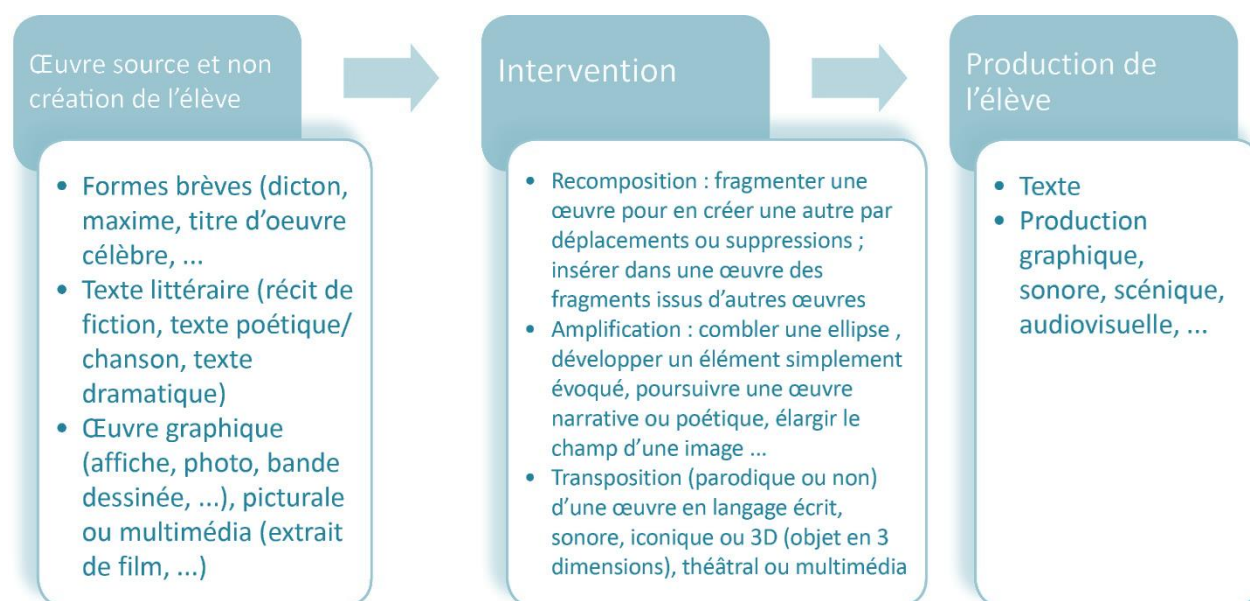 Œuvre source et non
création de l'élève
• Formes brèves (dicton,
maxime, titre d'oeuvre
célèbre, ...
• Texte littéraire (récit de
fiction, texte poétique/
chanson, texte
dramatique)
• Œuvre graphique
(affiche, photo, bande
dessinée, ...), picturale
ou multimédia (extrait
de film, ...)
Intervention
• Recomposition : fragmenter une
œuvre pour en créer une autre par
déplacements ou suppressions ;
insérer dans une œuvre des
fragments issus d'autres œuvres
• Amplification : combler une ellipse ,
développer un élément simplement
évoqué, poursuivre une œuvre
narrative ou poétique, élargir le
champ d'une image ...
• Transposition (parodique ou non)
d'une œuvre en langage écrit,
sonore, iconique ou 3D (objet en 3
dimensions), théâtral ou multimédia
Production de
l'élève
• Texte
• Production
graphique,
sonore, scénique,
audiovisuelle, ...